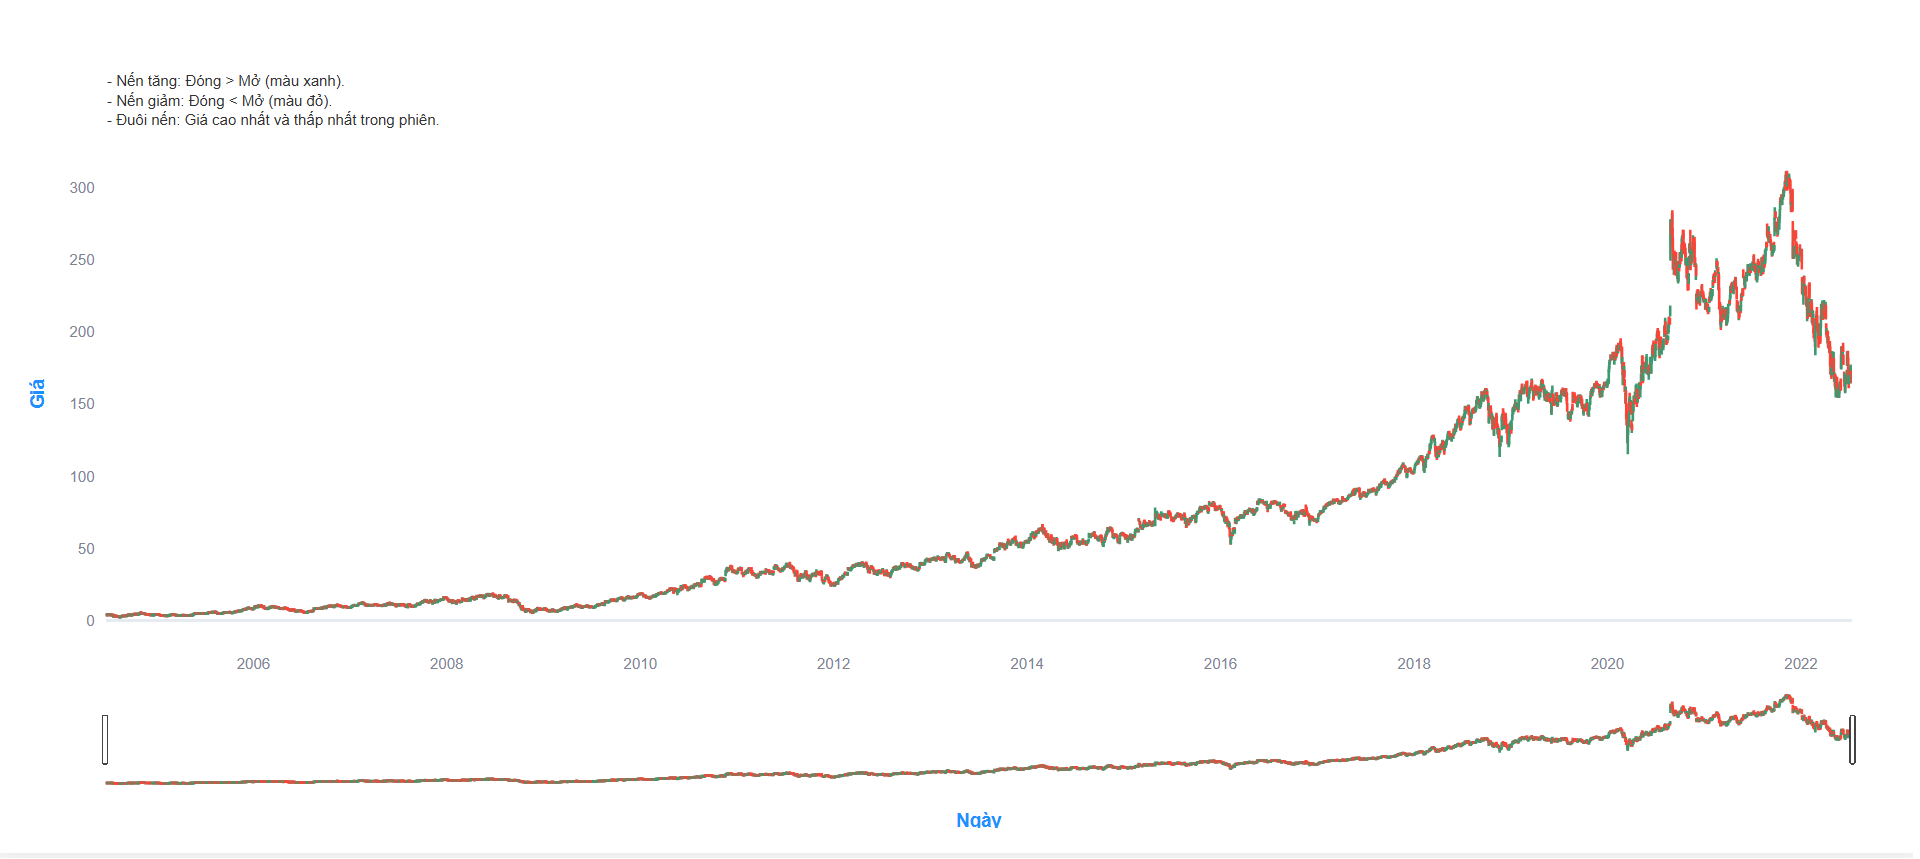 - Nến tăng: Đóng > Mở (màu xanh).
- Nến giảm: Đóng < Mở (màu đỏ).
- Đuôi nến: Giá cao nhất và thấp nhất trong phiên.
300
250
200
150
100
50
0
Giá
2006 2008 2010 2012 2014 2016 2018 2020 2022
Ngày